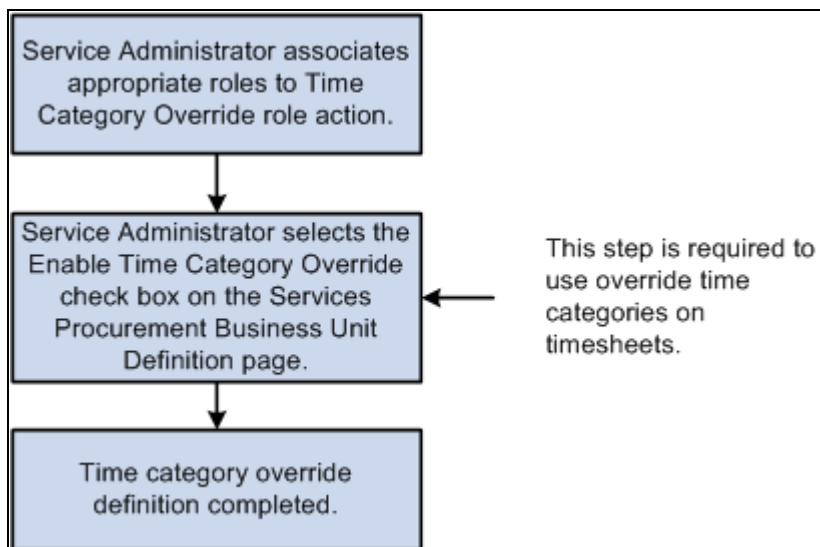 Service Administrator associates
appropriate roles to Time
Category Override role action.
Service Administrator selects the
Enable Time Category Override
check box on the Services
Procurement Business Unit
Definition page.
This step is required to
use override time
categories on
timesheets.
Time category override
definition completed.